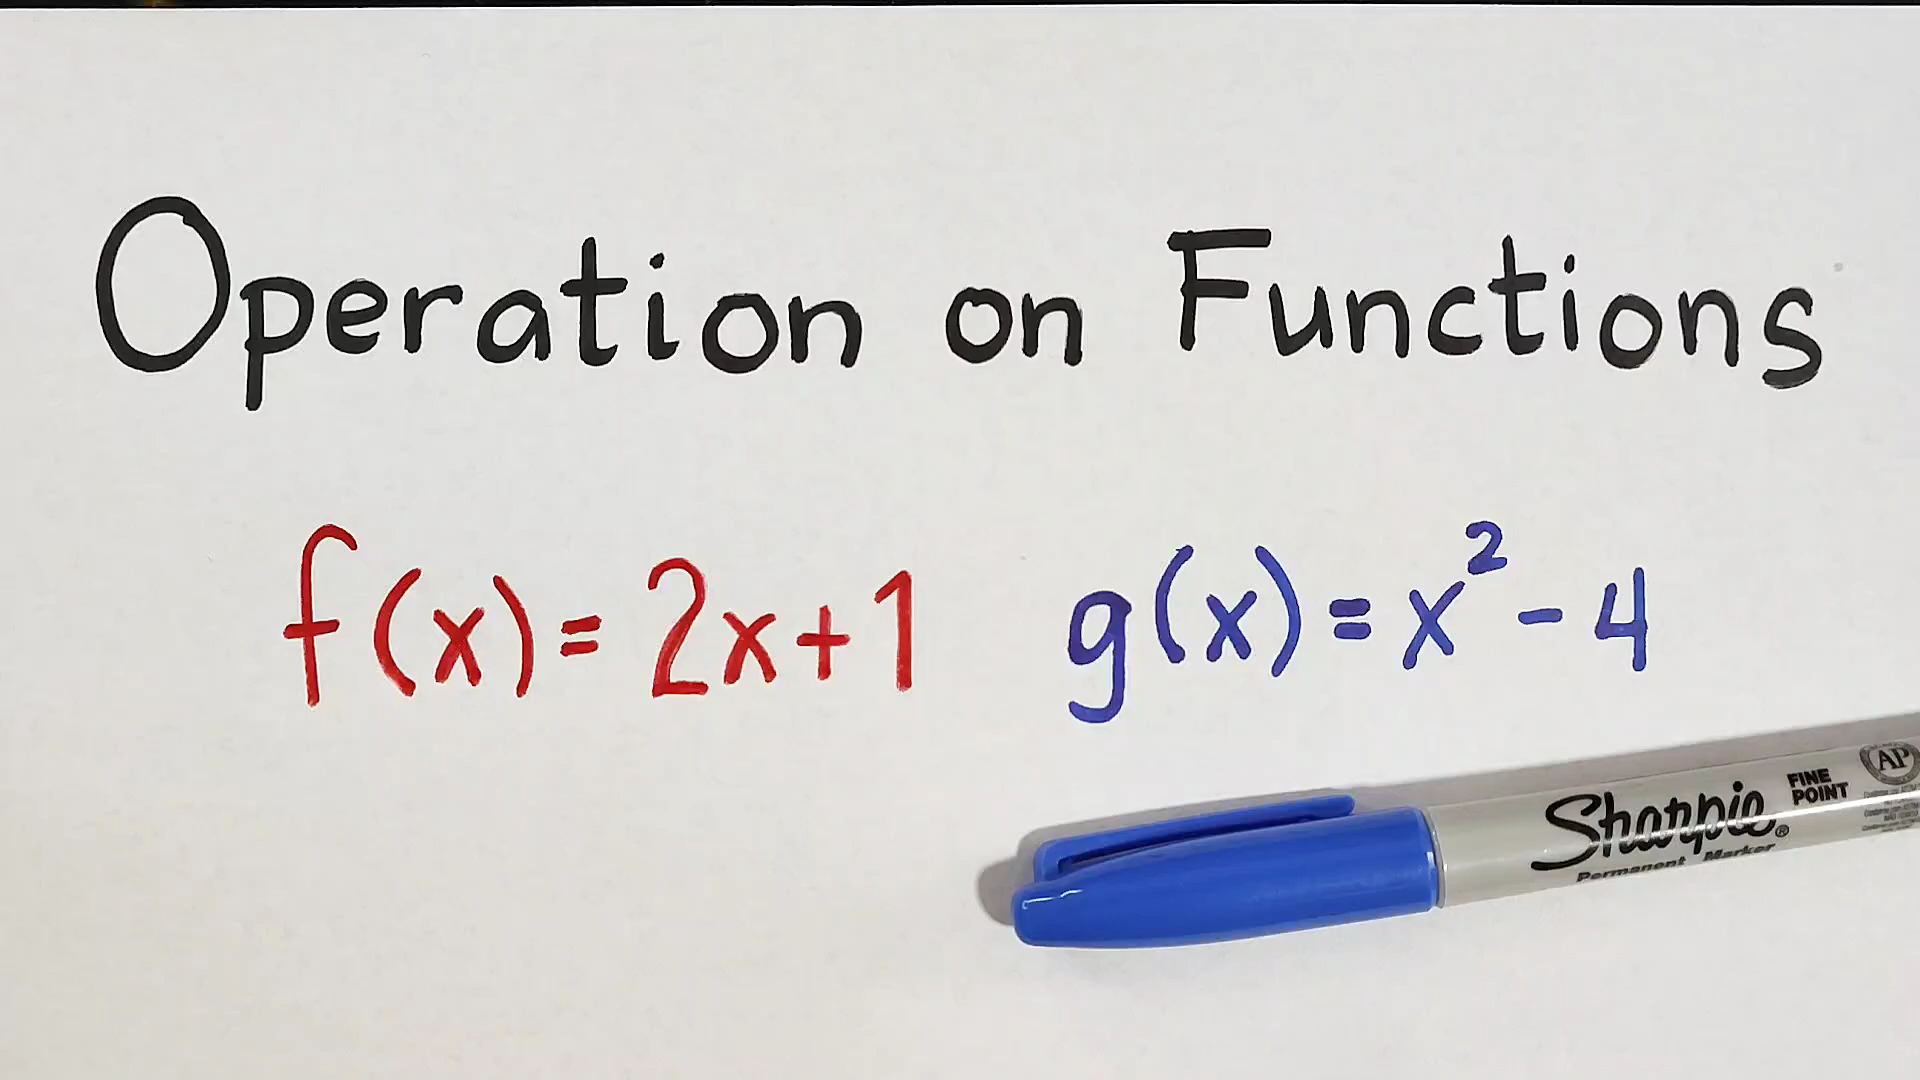 Operation on Functions
f(x) = 2x+1 g(x) = x² - 4
Sharpie® FINE POINT AP
Permanent Marker